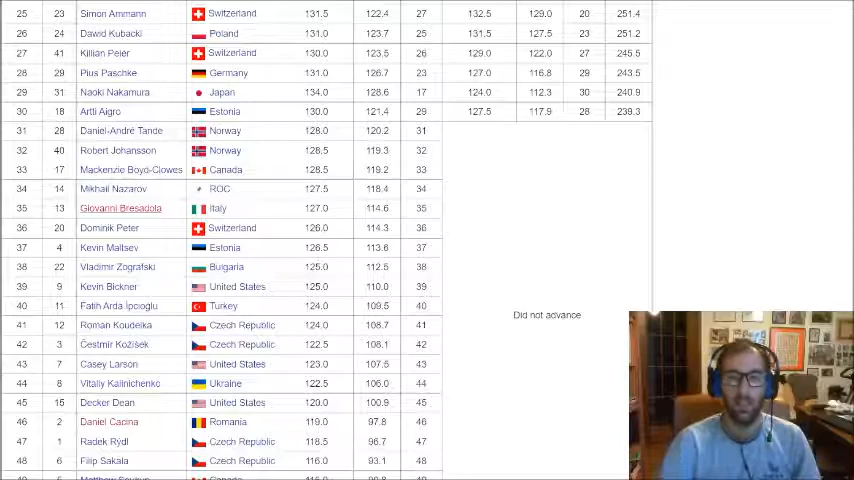 25 23 Simon Ammann Switzerland 131.5 122.4 27 132.5 129.0 20 251.4
26 24 Dawid Kubacki Poland 131.0 123.7 25 131.5 127.5 23 251.2
27 41 Killian Peier Switzerland 130.0 123.5 26 129.0 122.0 27 245.5
28 29 Pius Paschke Germany 131.0 126.7 23 127.0 116.8 29 243.5
29 31 Naoki Nakamura Japan 134.0 128.6 17 124.0 112.3 30 240.9
30 18 Artti Aigro Estonia 130.0 121.4 29 127.5 117.9 28 239.3
31 28 Daniel-André Tande Norway 128.0 120.2 31
32 40 Robert Johansson Norway 128.5 119.3 32
33 17 Mackenzie Boyd-Clowes Canada 128.5 119.2 33
34 14 Mikhail Nazarov ROC 127.5 118.4 34
35 13 Giovanni Bresadola Italy 127.0 114.6 35
36 20 Dominik Peter Switzerland 126.0 114.3 36
37 4 Kevin Maltsev Estonia 126.5 113.6 37
38 22 Vladimir Zografski Bulgaria 125.0 112.5 38
39 9 Kevin Bickner United States 125.0 110.0 39
40 11 Fatih Arda İpcioğlu Turkey 124.0 109.5 40
Did not advance
41 12 Roman Koudelka Czech Republic 124.0 108.7 41
42 3 Čestmír Kožíšek Czech Republic 122.5 108.1 42
43 7 Casey Larson United States 123.0 107.5 43
44 8 Vitaliy Kalinichenko Ukraine 122.5 106.0 44
45 15 Decker Dean United States 120.0 100.9 45
46 2 Daniel Cacina Romania 119.0 97.8 46
47 1 Radek Rýdl Czech Republic 118.5 96.7 47
48 6 Filip Sakala Czech Republic 116.0 93.1 48